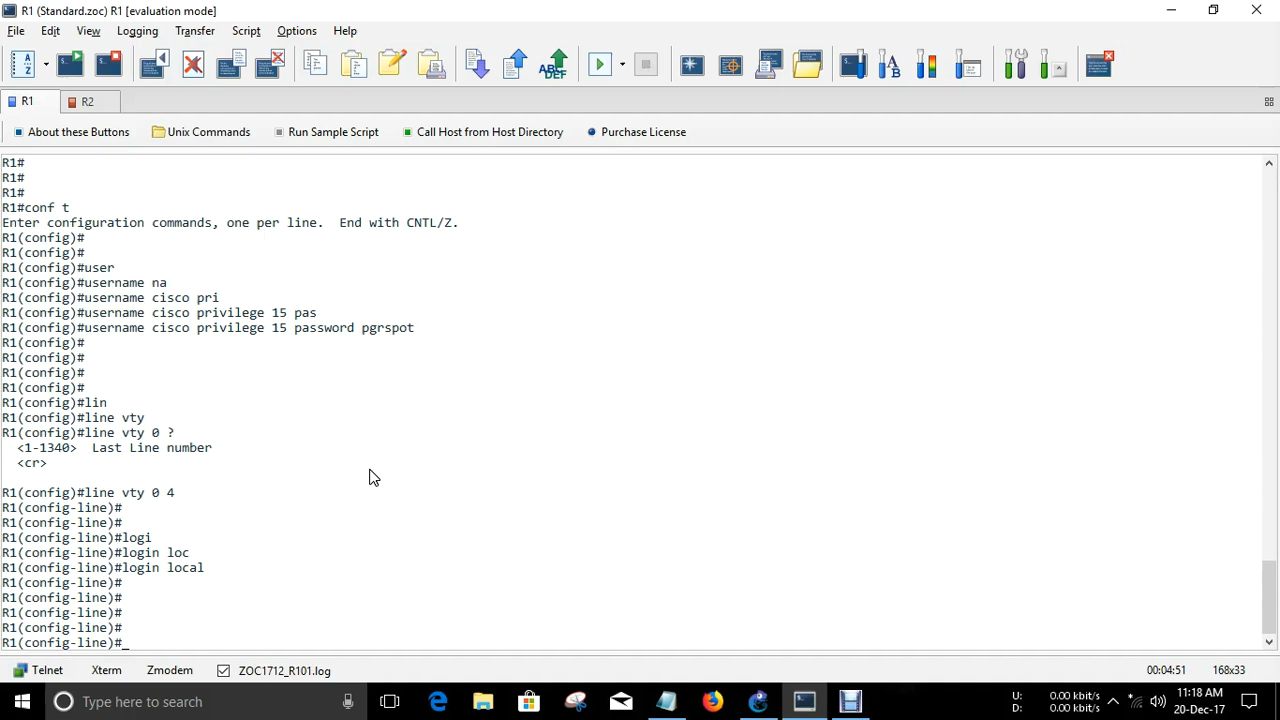 R1 (Standard.zoc) R1 [evaluation mode]
File Edit View Logging Transfer Script Options Help
R1 R2
About these Buttons Unix Commands Run Sample Script Call Host from Host Directory Purchase License
R1#
R1#
R1#
R1#conf t
Enter configuration commands, one per line.  End with CNTL/Z.
R1(config)#
R1(config)#
R1(config)#user
R1(config)#username na
R1(config)#username cisco pri
R1(config)#username cisco privilege 15 pas
R1(config)#username cisco privilege 15 password pgrspot
R1(config)#
R1(config)#
R1(config)#
R1(config)#
R1(config)#lin
R1(config)#line vty
R1(config)#line vty 0 ?
  <1-1340>  Last Line number
  <cr>
R1(config)#line vty 0 4
R1(config-line)#
R1(config-line)#
R1(config-line)#logi
R1(config-line)#login loc
R1(config-line)#login local
R1(config-line)#
R1(config-line)#
R1(config-line)#
R1(config-line)#
R1(config-line)#_
Telnet Xterm Zmodem ZOC1712_R101.log 00:04:51 168x33
Type here to search
U: 0.00 kbit/s
D: 0.00 kbit/s
11:18 AM
20-Dec-17